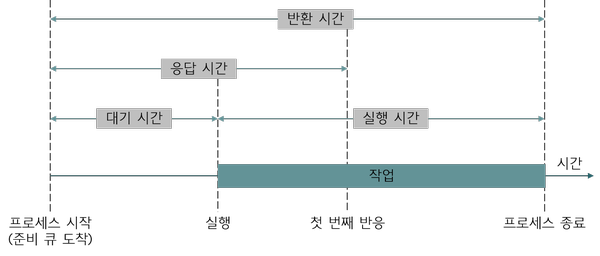 반환 시간
응답 시간
대기 시간
실행 시간
작업
시간
프로세스 시작
(준비 큐 도착)
실행
첫 번째 반응
프로세스 종료